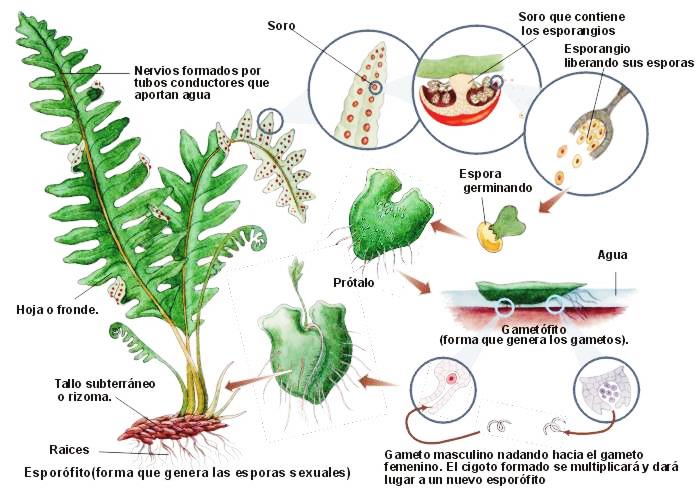 Soro
Soro que contiene
los esporangios
Esporangio
liberando sus esporas
Nervios formados por
tubos conductores que
aportan agua
Espora
germinando
Prótalo
Agua
Hoja o fronde.
Gametófito
(forma que genera los gametos).
Tallo subterráneo
o rizoma.
Raices
Esporófito(forma que genera las esporas sexuales)
Gameto masculino nadando hacia el gameto
femenino. El cigoto formado se multiplicará y dará
lugar a un nuevo esporófito